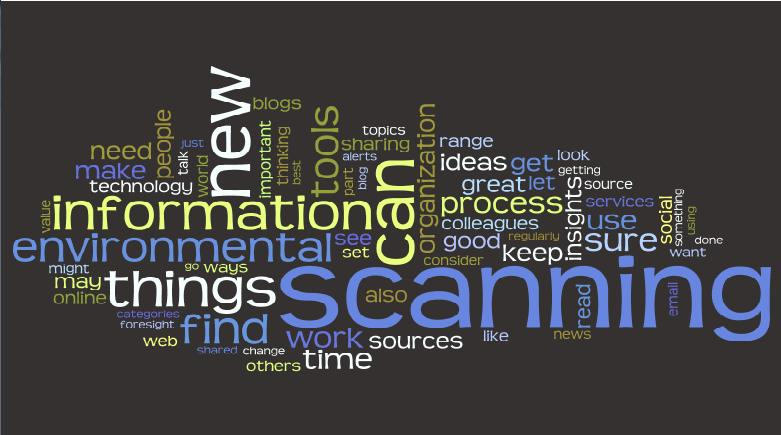 new
blogs
people
just
talk
important
thinking
tools
topics
organization
need
make
technology
world
best
sharing
alerts
part
blog
range
ideas
get
look
getting
great
let
source
value
information
can
process
insights
services
social
something
using
colleagues
use
environmental
see
set
good
regularly
keep
sure
done
want
consider
might
go
ways
may
things
scanning
online
also
read
email
categories
foresight
find
web
work
sources
like
news
shared
change
time
others